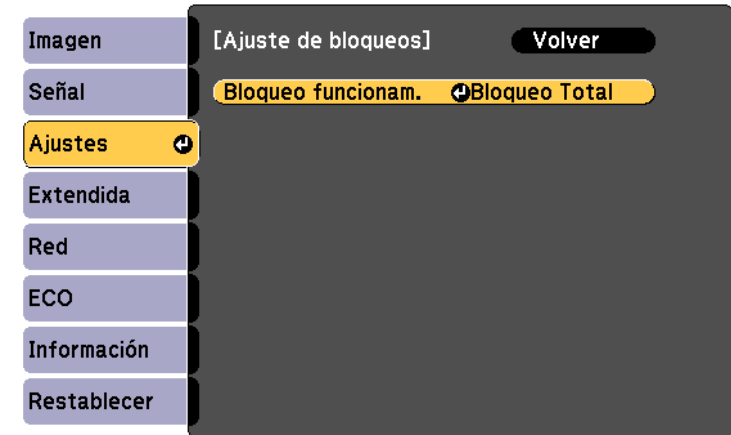 Imagen
Señal
Ajustes
Extendida
Red
ECO
Información
Restablecer
[Ajuste de bloqueos] Volver
Bloqueo funcionam. Bloqueo Total